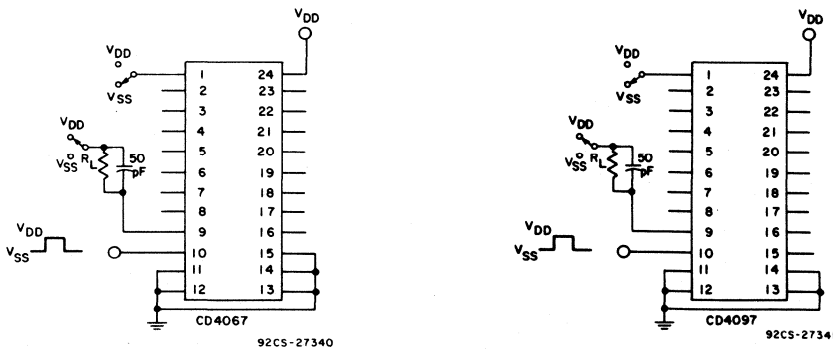 VDD
VDD
VSS
1 24
2 23
3 22
4 21
5 20
6 19
7 18
8 17
9 16
10 15
11 14
12 13
VDD
VSS
RL
50
pF
VDD
VSS
CD4067
92CS-27340
VDD
VDD
VSS
1 24
2 23
3 22
4 21
5 20
6 19
7 18
8 17
9 16
10 15
11 14
12 13
VDD
VSS
RL
50
pF
VDD
VSS
CD4097
92CS-2734